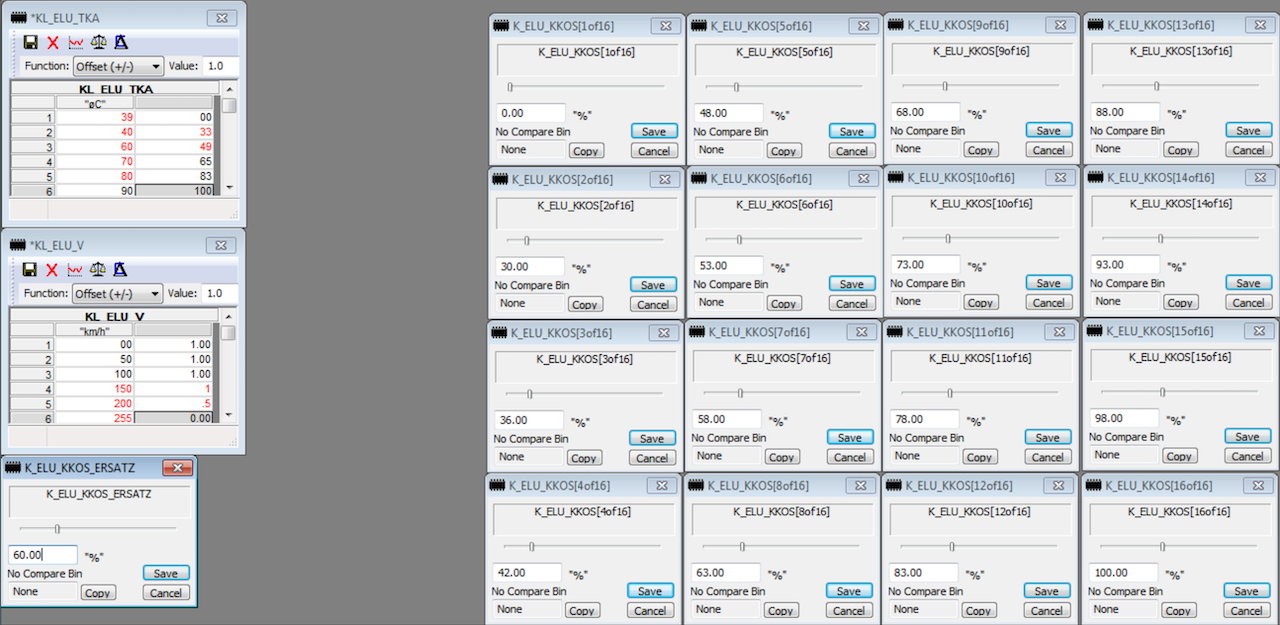 *KL_ELU_TKA
Function: Offset (+/-) Value: 1.0
KL ELU TKA
"øC"
1 39 00
2 40 33
3 60 49
4 70 65
5 80 83
6 90 100
*KL_ELU_V
Function: Offset (+/-) Value: 1.0
KL ELU V
"km/h"
1 00 1.00
2 50 1.00
3 100 1.00
4 150 1
5 200 .5
6 255 0.00
K_ELU_KKOS_ERSATZ
K_ELU_KKOS_ERSATZ
60.00 "%"
No Compare Bin Save
None Copy Cancel
K_ELU_KKOS[1of16]
K_ELU_KKOS[1of16]
0.00 "%"
No Compare Bin Save
None Copy Cancel
K_ELU_KKOS[2of16]
K_ELU_KKOS[2of16]
30.00 "%"
No Compare Bin Save
None Copy Cancel
K_ELU_KKOS[3of16]
K_ELU_KKOS[3of16]
36.00 "%"
No Compare Bin Save
None Copy Cancel
K_ELU_KKOS[4of16]
K_ELU_KKOS[4of16]
42.00 "%"
No Compare Bin Save
None Copy Cancel
K_ELU_KKOS[5of16]
K_ELU_KKOS[5of16]
48.00 "%"
No Compare Bin Save
None Copy Cancel
K_ELU_KKOS[6of16]
K_ELU_KKOS[6of16]
53.00 "%"
No Compare Bin Save
None Copy Cancel
K_ELU_KKOS[7of16]
K_ELU_KKOS[7of16]
58.00 "%"
No Compare Bin Save
None Copy Cancel
K_ELU_KKOS[8of16]
K_ELU_KKOS[8of16]
63.00 "%"
No Compare Bin Save
None Copy Cancel
K_ELU_KKOS[9of16]
K_ELU_KKOS[9of16]
68.00 "%"
No Compare Bin Save
None Copy Cancel
K_ELU_KKOS[10of16]
K_ELU_KKOS[10of16]
73.00 "%"
No Compare Bin Save
None Copy Cancel
K_ELU_KKOS[11of16]
K_ELU_KKOS[11of16]
78.00 "%"
No Compare Bin Save
None Copy Cancel
K_ELU_KKOS[12of16]
K_ELU_KKOS[12of16]
83.00 "%"
No Compare Bin Save
None Copy Cancel
K_ELU_KKOS[13of16]
K_ELU_KKOS[13of16]
88.00 "%"
No Compare Bin Save
None Copy Cancel
K_ELU_KKOS[14of16]
K_ELU_KKOS[14of16]
93.00 "%"
No Compare Bin Save
None Copy Cancel
K_ELU_KKOS[15of16]
K_ELU_KKOS[15of16]
98.00 "%"
No Compare Bin Save
None Copy Cancel
K_ELU_KKOS[16of16]
K_ELU_KKOS[16of16]
100.00 "%"
No Compare Bin Save
None Copy Cancel